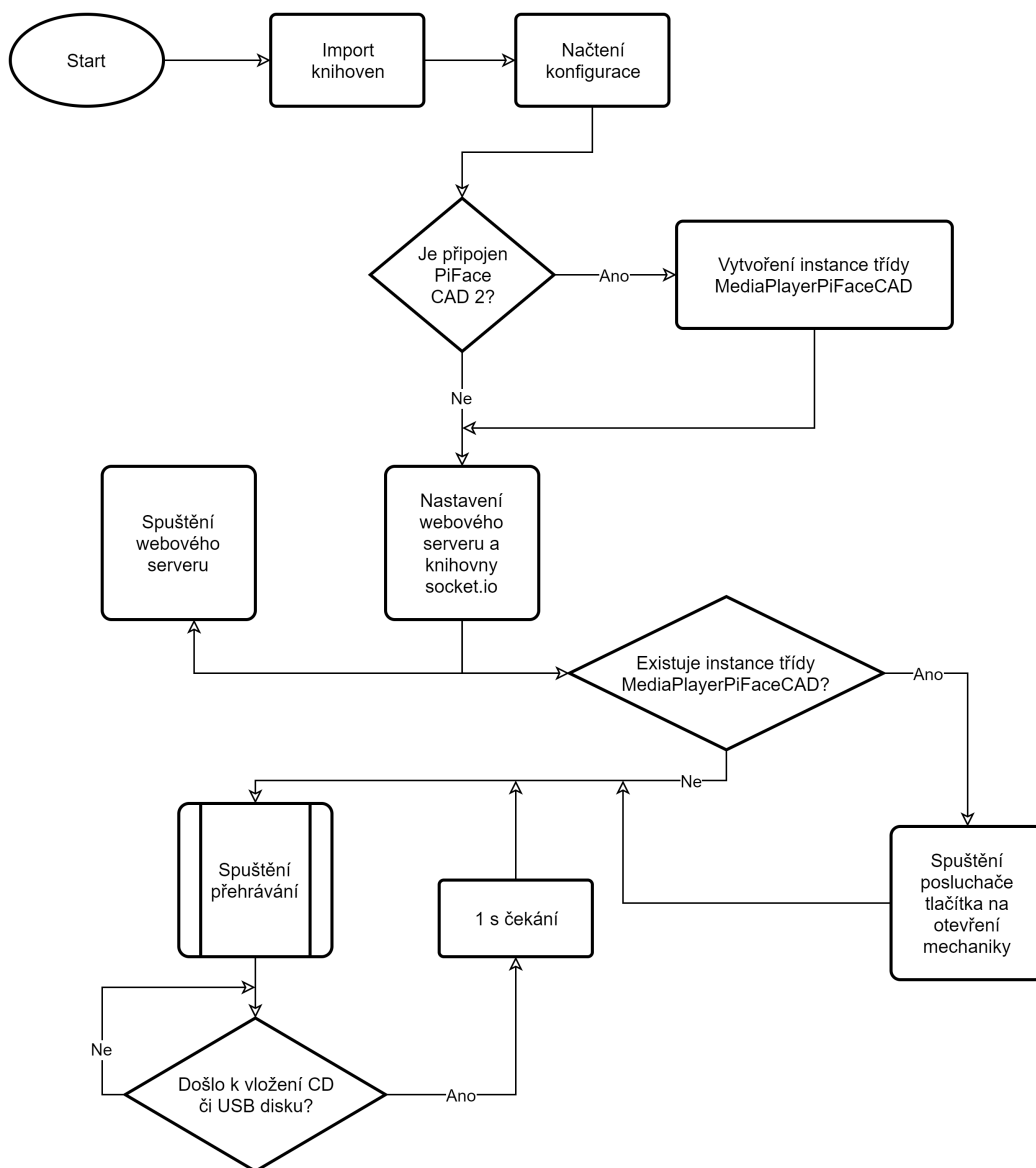 Start
Import
knihoven
Načtení
konfigurace
Je připojen
PiFace
CAD 2?
Ano
Vytvoření instance třídy
MediaPlayerPiFaceCAD
Ne
Spuštění
webového
serveru
Nastavení
webového
serveru a
knihovny
socket.io
Existuje instance třídy
MediaPlayerPiFaceCAD?
Ano
Ne
Spuštění
přehrávání
1 s čekání
Spuštění
posluchače
tlačítka na
otevření
mechaniky
Ne
Došlo k vložení CD
či USB disku?
Ano